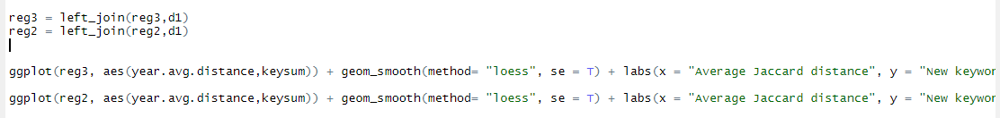 reg3 = left_join(reg3,d1)
reg2 = left_join(reg2,d1)
ggplot(reg3, aes(year.avg.distance,keysum)) + geom_smooth(method= "loess", se = T) + labs(x = "Average Jaccard distance", y = "New keywor
ggplot(reg2, aes(year.avg.distance,keysum)) + geom_smooth(method= "loess", se = T) + labs(x = "Average Jaccard distance", y = "New keywor